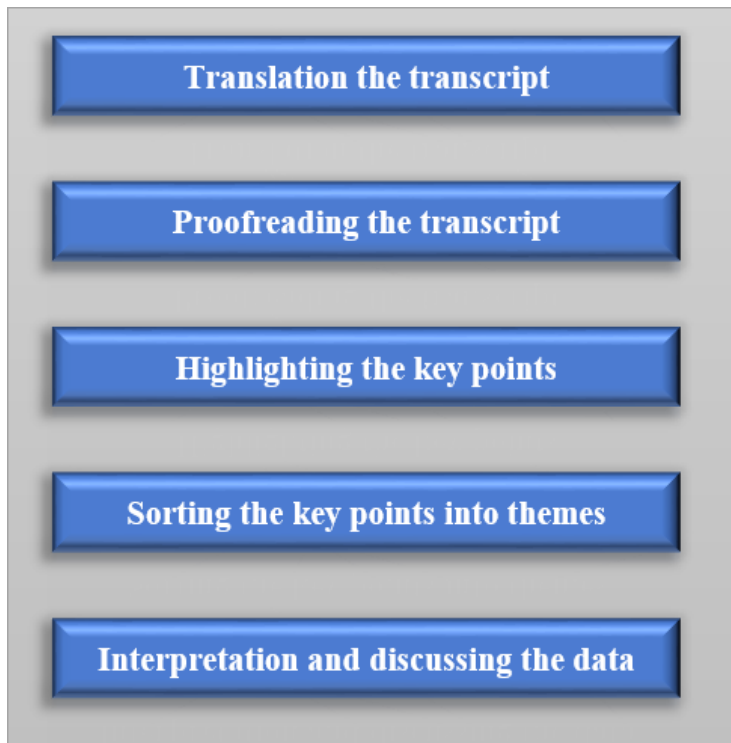 Translation the transcript
Proofreading the transcript
Highlighting the key points
Sorting the key points into themes
Interpretation and discussing the data